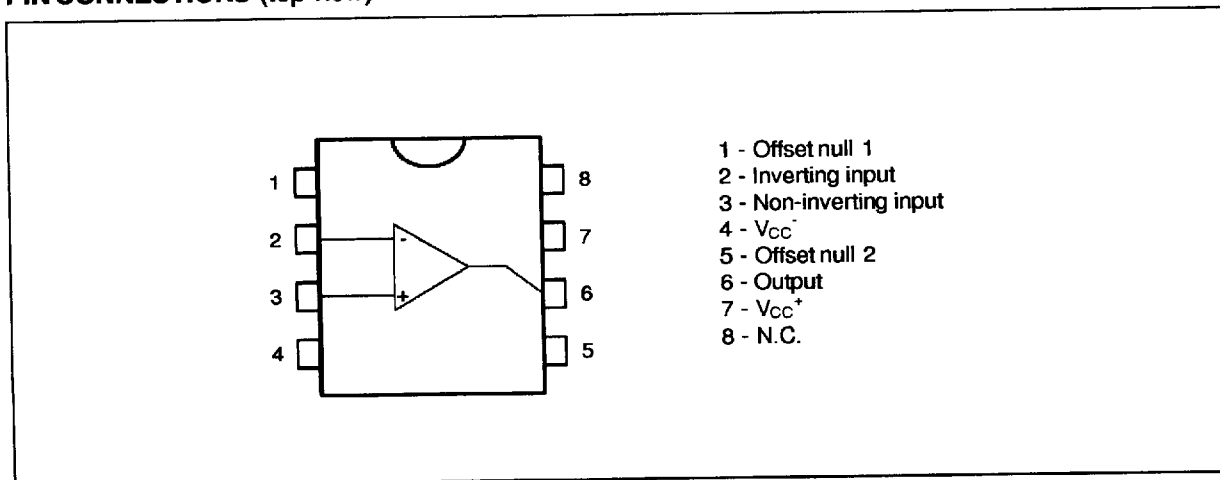 PIN CONNECTIONS (top view)
1
2
3
4
8
7
6
5
-
+
1 - Offset null 1
2 - Inverting input
3 - Non-inverting input
4 - VCC-
5 - Offset null 2
6 - Output
7 - VCC+
8 - N.C.